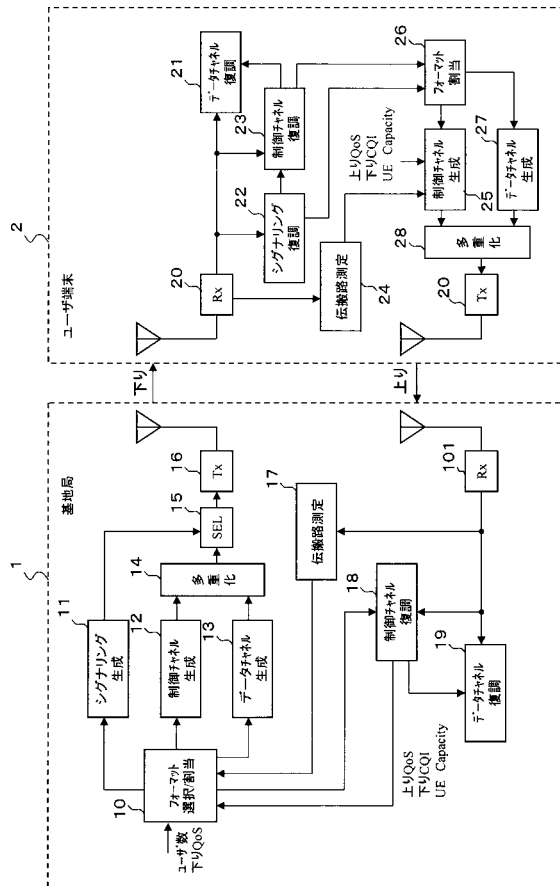 1
基地局
ユーザ数
下りQoS
10
フォーマット
選択/割当
11
シグナリング
生成
12
制御チャネル
生成
13
データチャネル
生成
14
多重化
15
SEL
16
Tx
17
伝搬路測定
18
制御チャネル
復調
19
データチャネル
復調
上りQoS
下りCQI
UE Capacity
101
Rx
下り
上り
2
ユーザ端末
20
Rx
21
データチャネル
復調
22
シグナリング
復調
23
制御チャネル
復調
24
伝搬路測定
上りQoS
下りCQI
UE Capacity
25
制御チャネル
生成
26
フォーマット
割当
27
データチャネル
生成
28
多重化
20
Tx